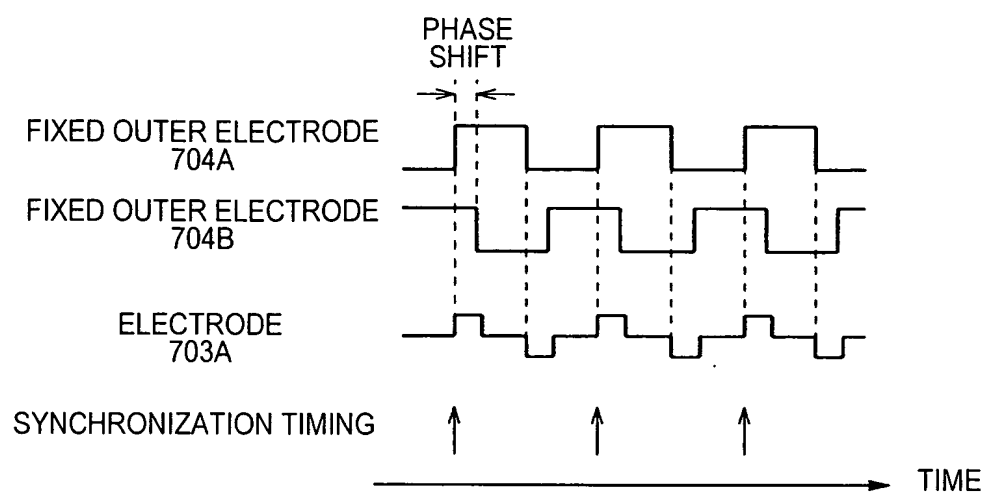 PHASE
SHIFT
FIXED OUTER ELECTRODE
704A
FIXED OUTER ELECTRODE
704B
ELECTRODE
703A
SYNCHRONIZATION TIMING
TIME